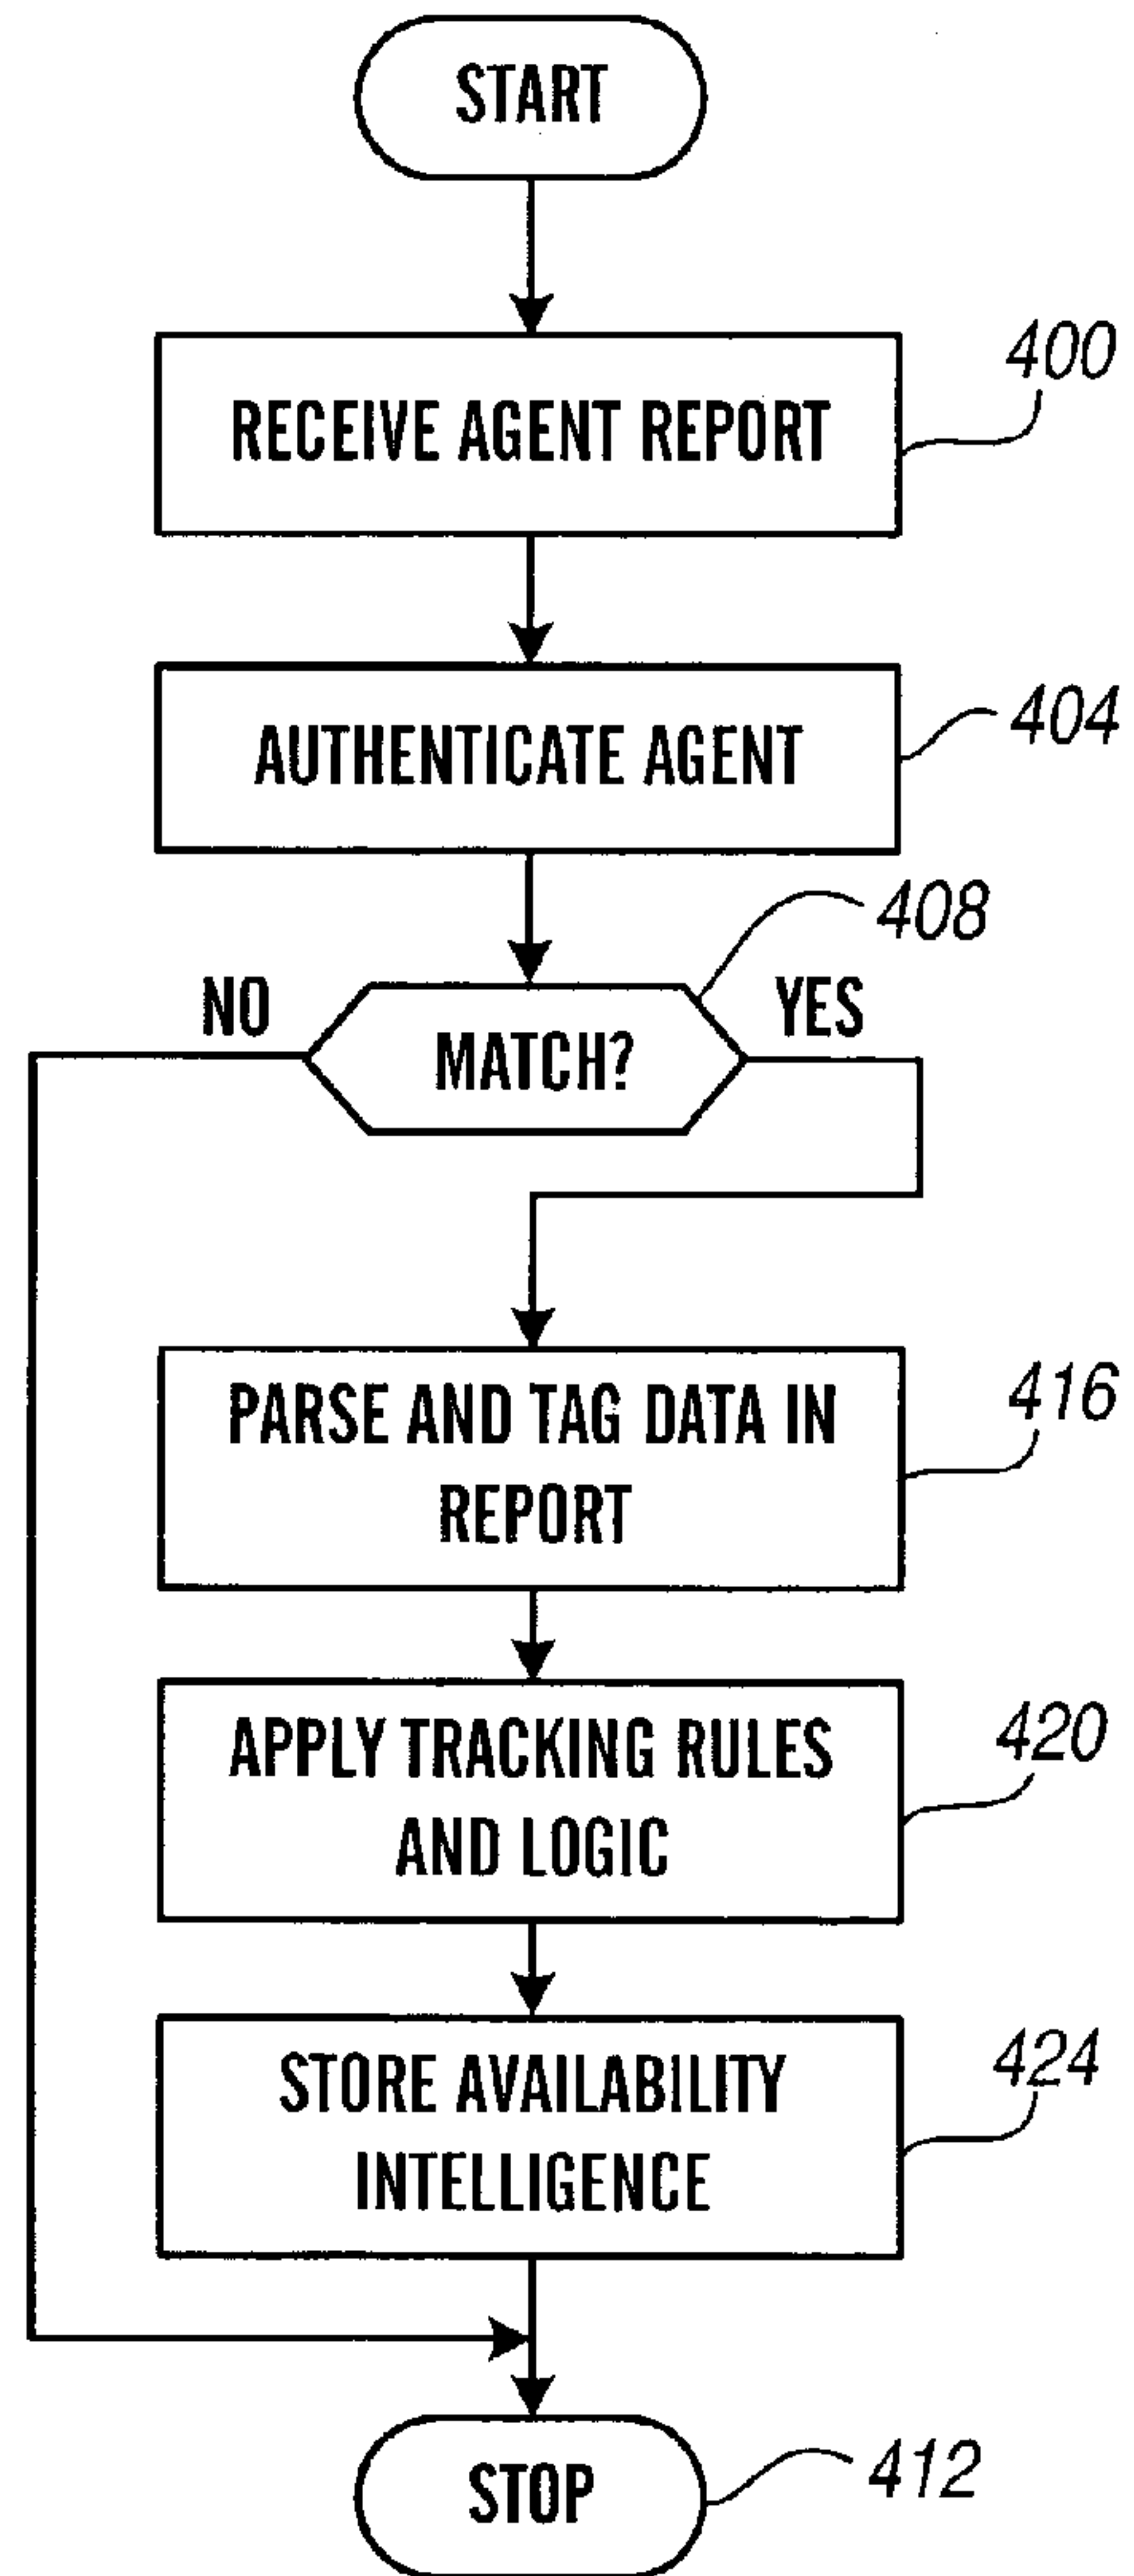 START
RECEIVE AGENT REPORT
400
AUTHENTICATE AGENT
404
408
NO
YES
MATCH?
PARSE AND TAG DATA IN
REPORT
416
APPLY TRACKING RULES
AND LOGIC
420
STORE AVAILABILITY
INTELLIGENCE
424
STOP
412